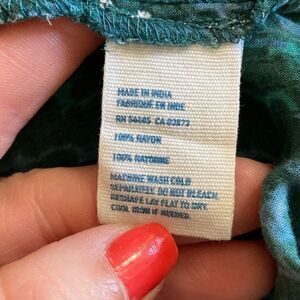 MADE IN INDIA
FABRIQUÉ EN INDE
RN 54485 CA 03873
100% RAYON
100% RAYONNE
MACHINE WASH COLD
SEPARATELY. DO NOT BLEACH.
RESHAPE LAY FLAT TO DRY.
COOL IRON IF NEEDED.